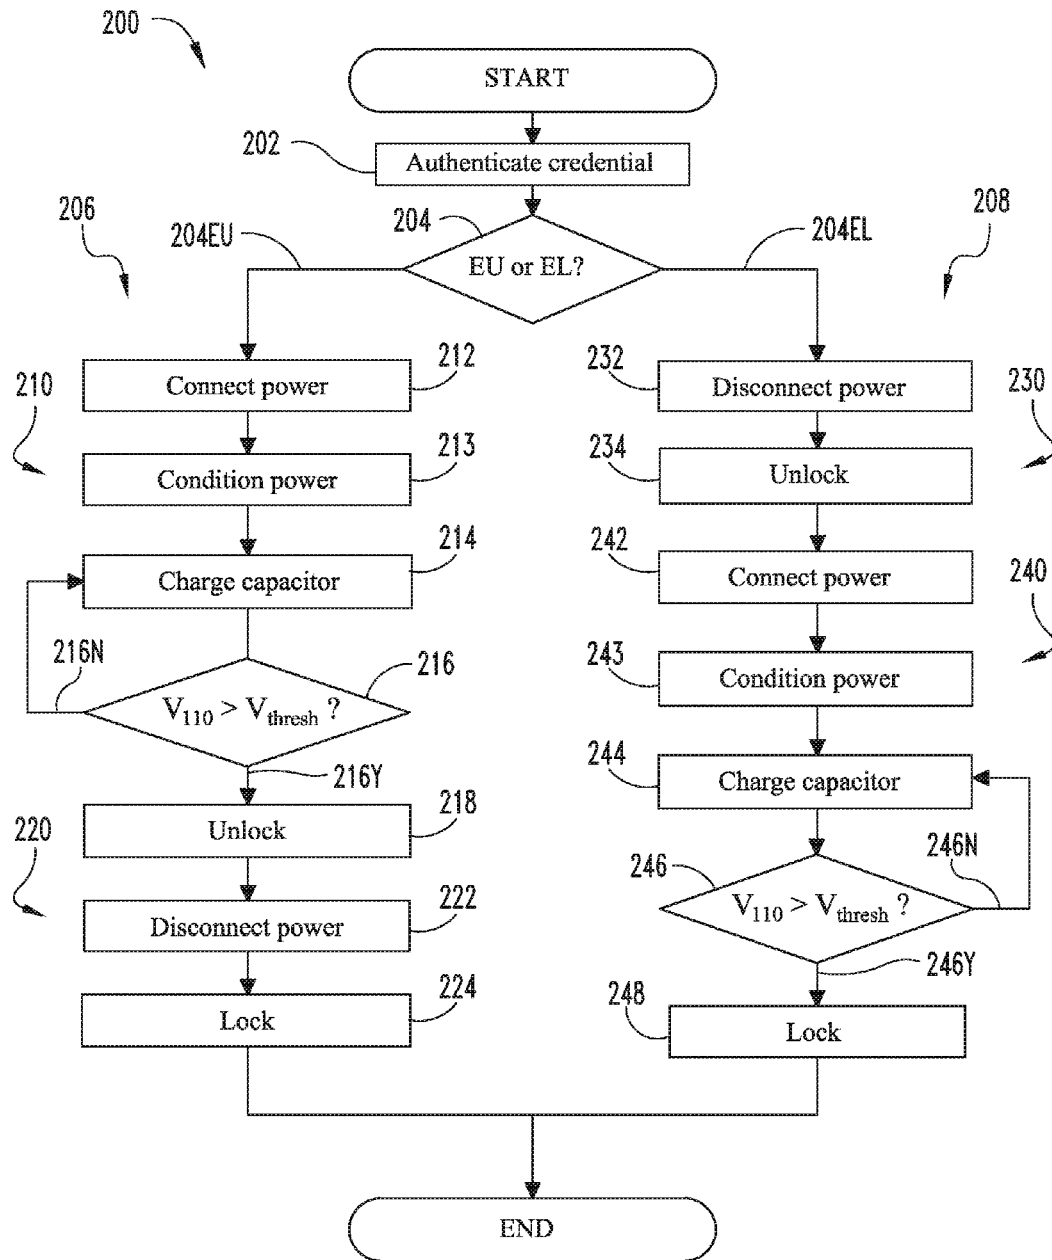 200
START
202
Authenticate credential
206
204EU
204
EU or EL?
204EL
208
210
Connect power
212
Condition power
213
Charge capacitor
214
216N
V110 > Vthresh ?
216
216Y
Unlock
218
220
Disconnect power
222
Lock
224
232
Disconnect power
230
234
Unlock
242
Connect power
240
243
Condition power
244
Charge capacitor
246
V110 > Vthresh ?
246N
246Y
248
Lock
END